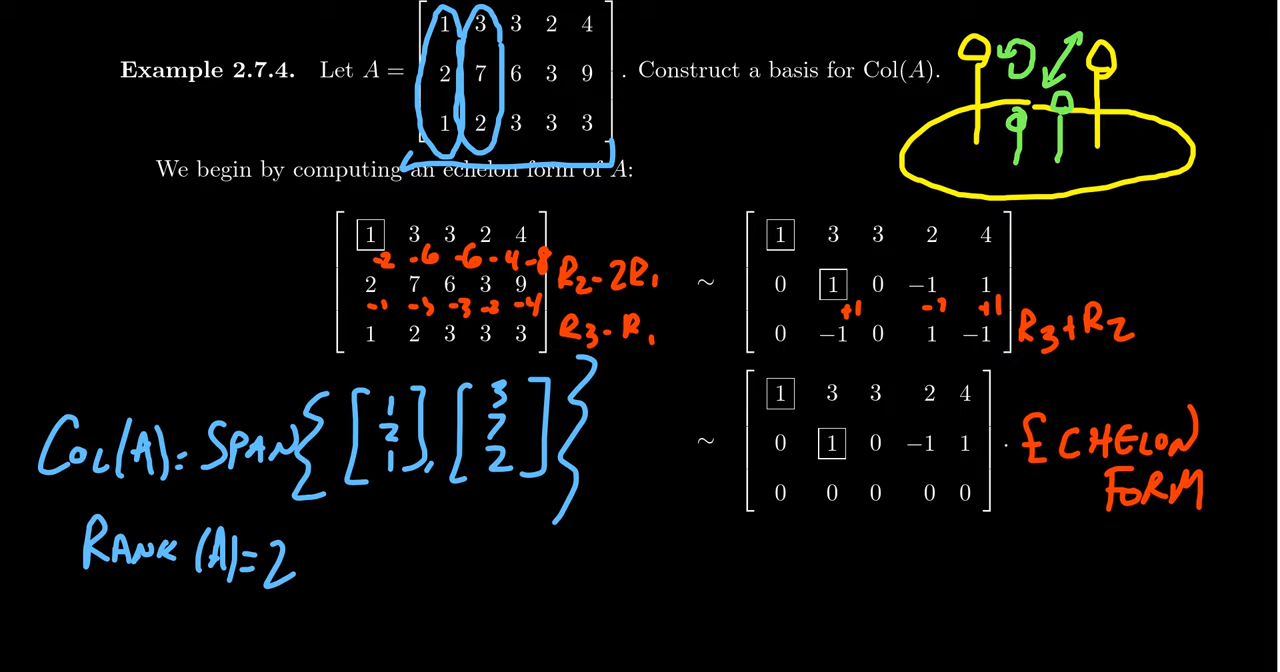 1 3 3 2 4
Example 2.7.4. Let A = 2 7 6 3 9 . Construct a basis for Col(A).
1 2 3 3 3
We begin by computing an echelon form of A:
1 3 3 2 4
-2 -6 -6 -4 -8
2 7 6 3 9 R2 - 2R1
-1 -3 -3 -2 -4
1 2 3 3 3 R3 - R1
~
1 3 3 2 4
0 1 0 −1 1
+1 -1 +1
0 −1 0 1 −1 R3 + R2
~
1 3 3 2 4
0 1 0 −1 1 .
0 0 0 0 0
ECHELON
FORM
COL(A) = SPAN { [ 1 2 1 ], [ 3 7 2 ] }
RANK (A) = 2